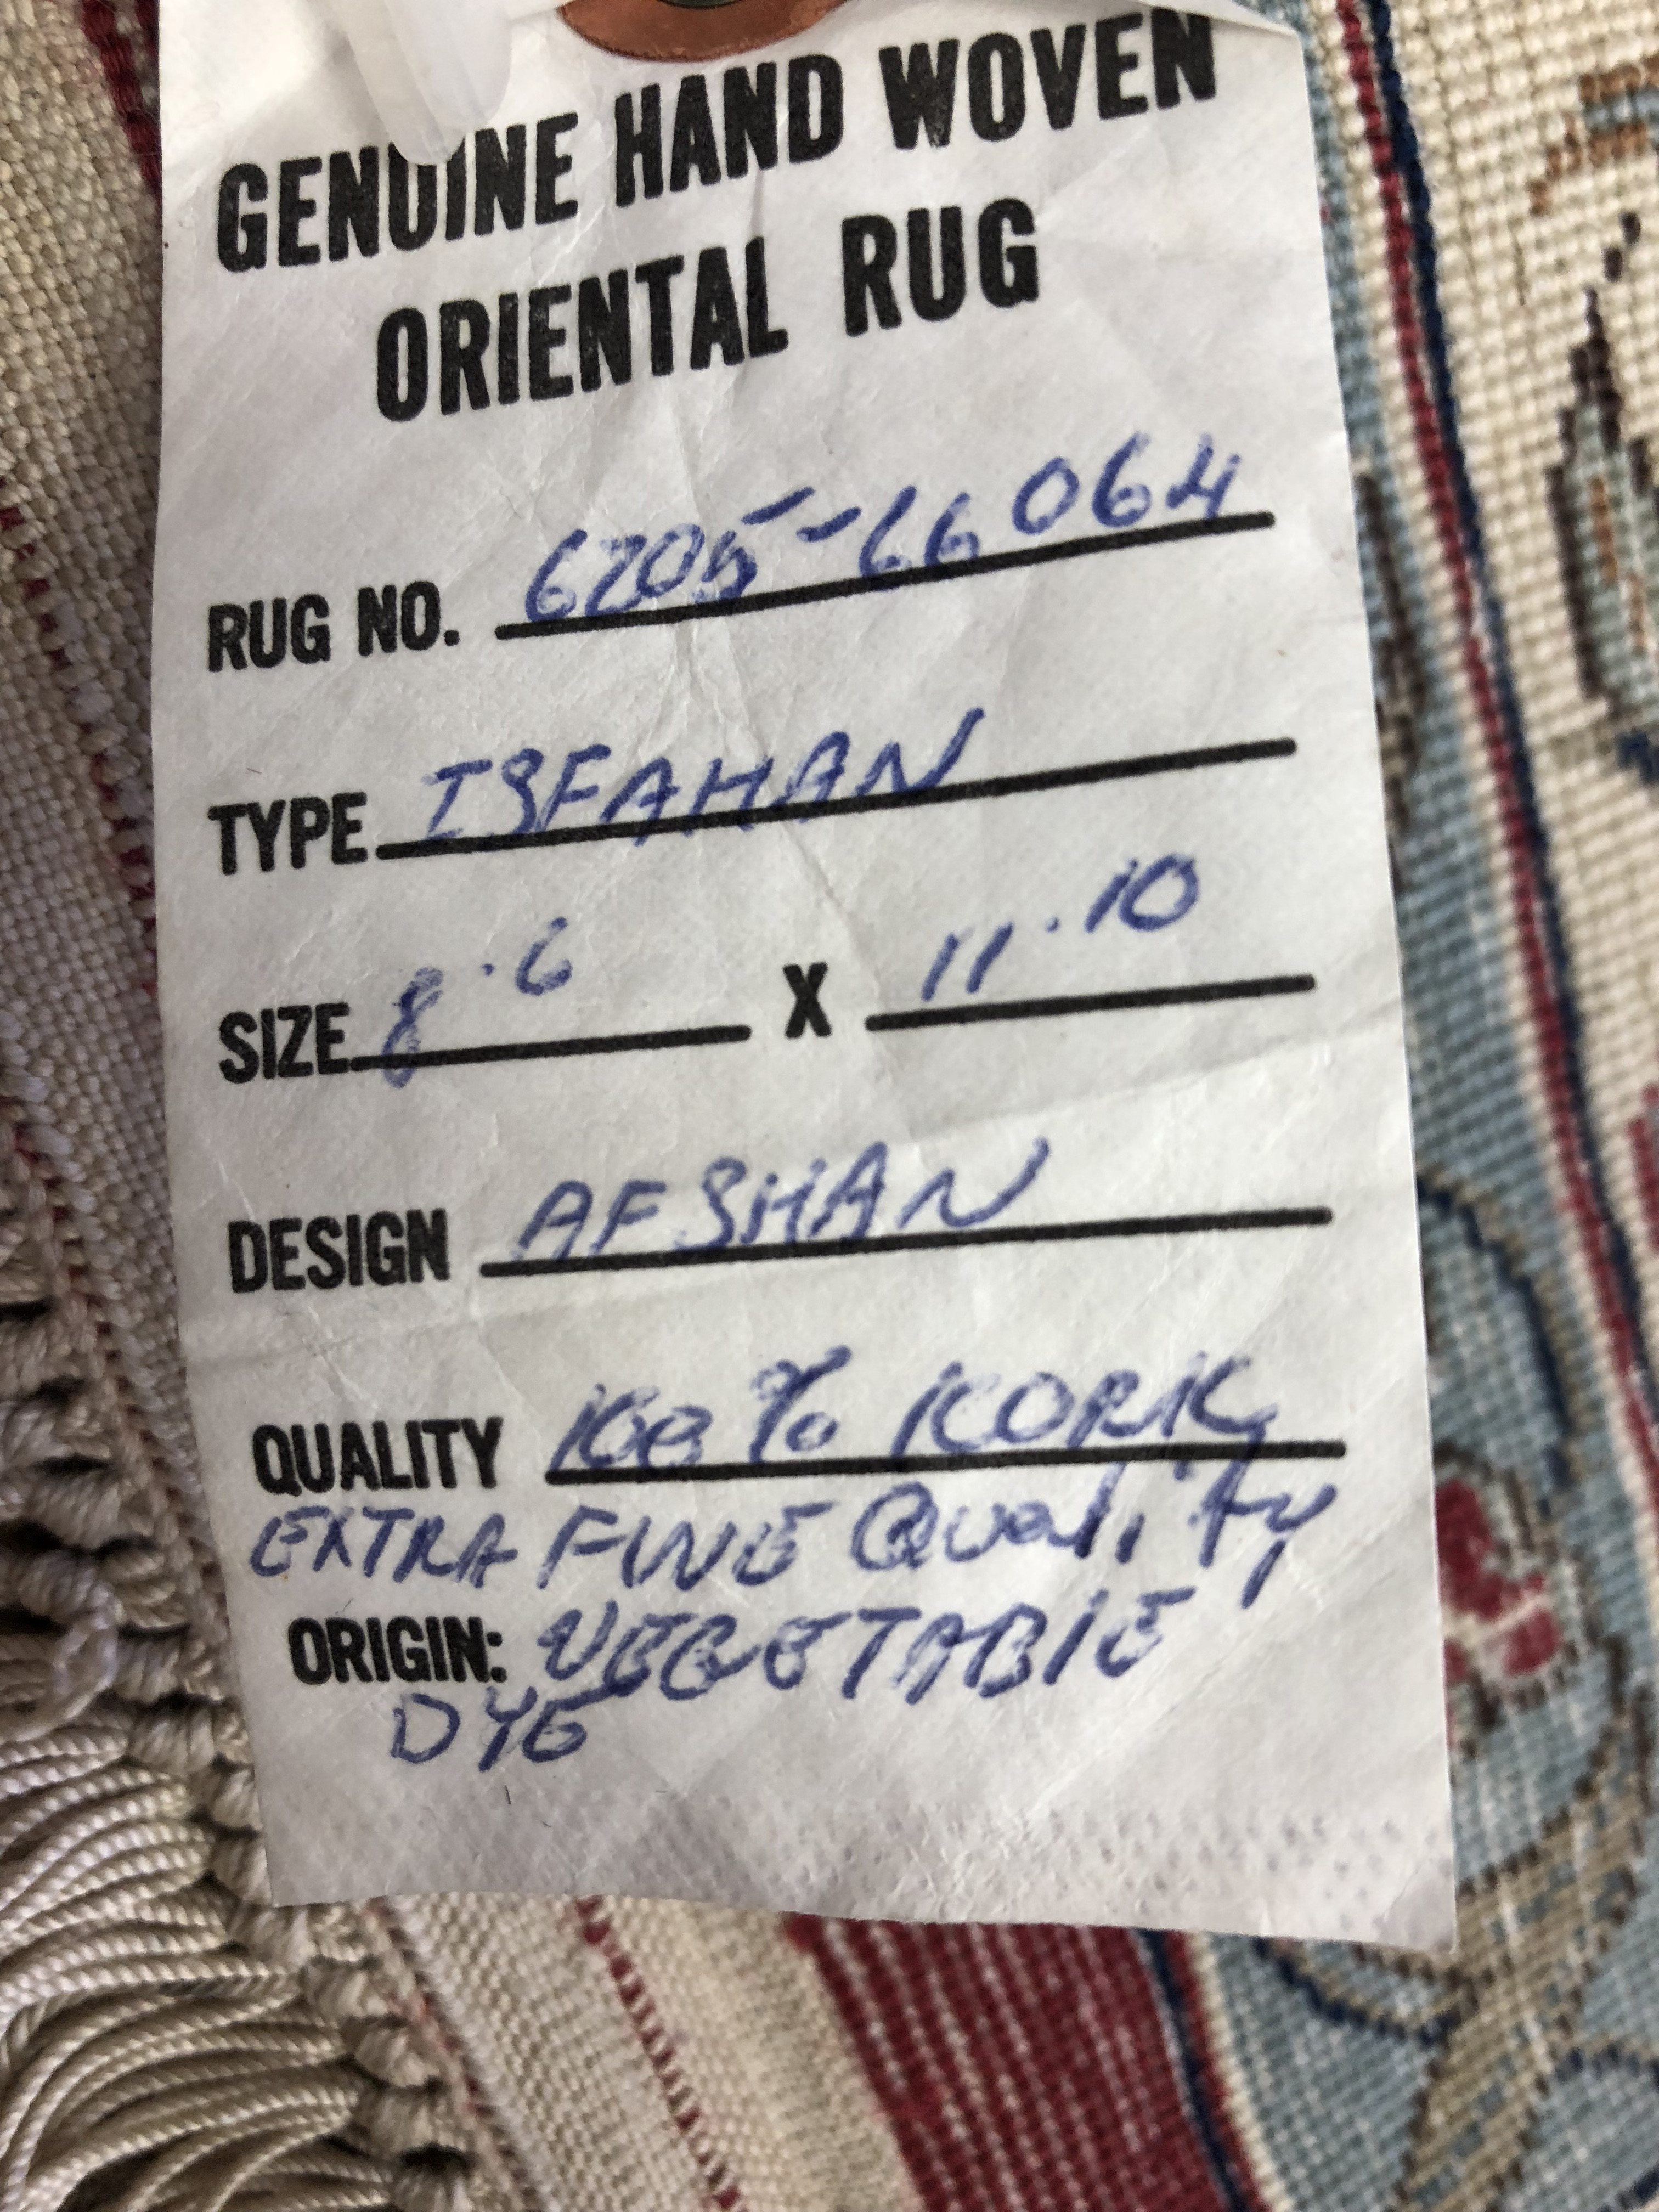 GENUINE HAND WOVEN
ORIENTAL RUG
RUG NO. 6205-66064
TYPE ISFAHAN
SIZE 8.6 X 11.10
DESIGN AFSHAN
QUALITY 100% KORK
EXTRA FINE Quality
ORIGIN: VEGETABLE
DYE